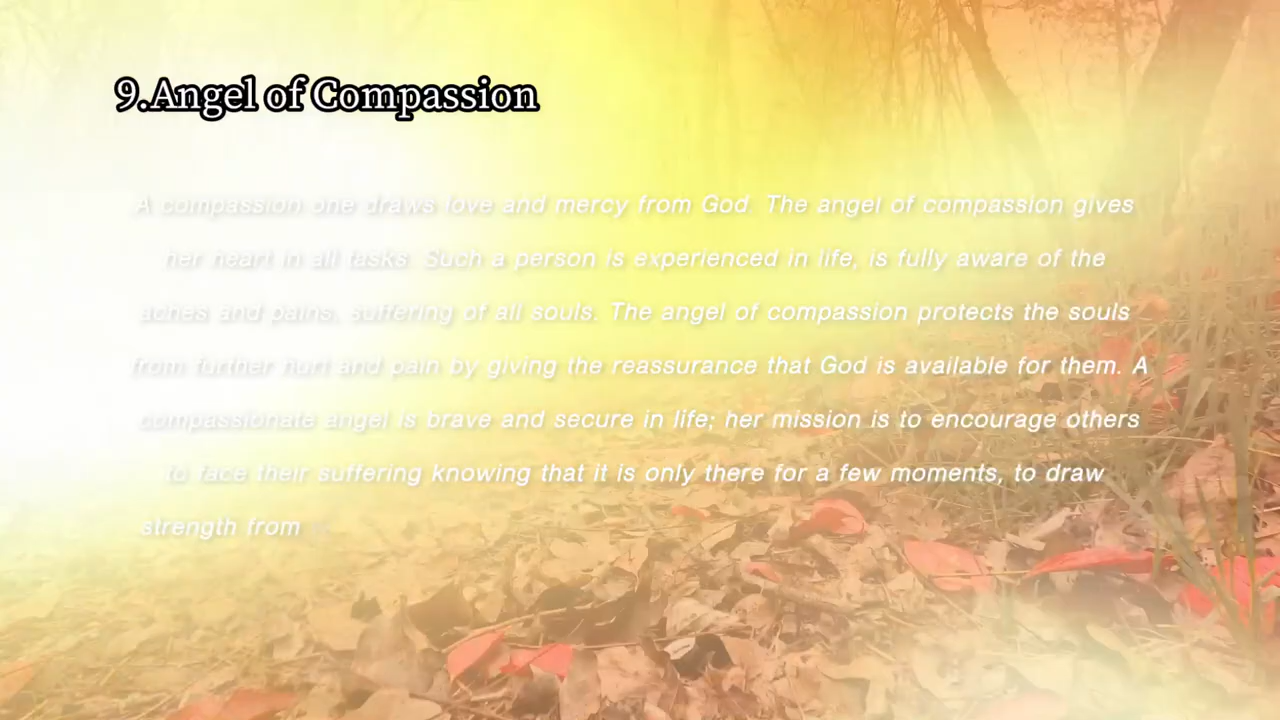 9.Angel of Compassion
A compassion one draws love and mercy from God. The angel of compassion gives
her heart in all tasks. Such a person is experienced in life, is fully aware of the
aches and pains, suffering of all souls. The angel of compassion protects the souls
from further hurt and pain by giving the reassurance that God is available for them. A
compassionate angel is brave and secure in life; her mission is to encourage others
to face their suffering knowing that it is only there for a few moments, to draw
strength from